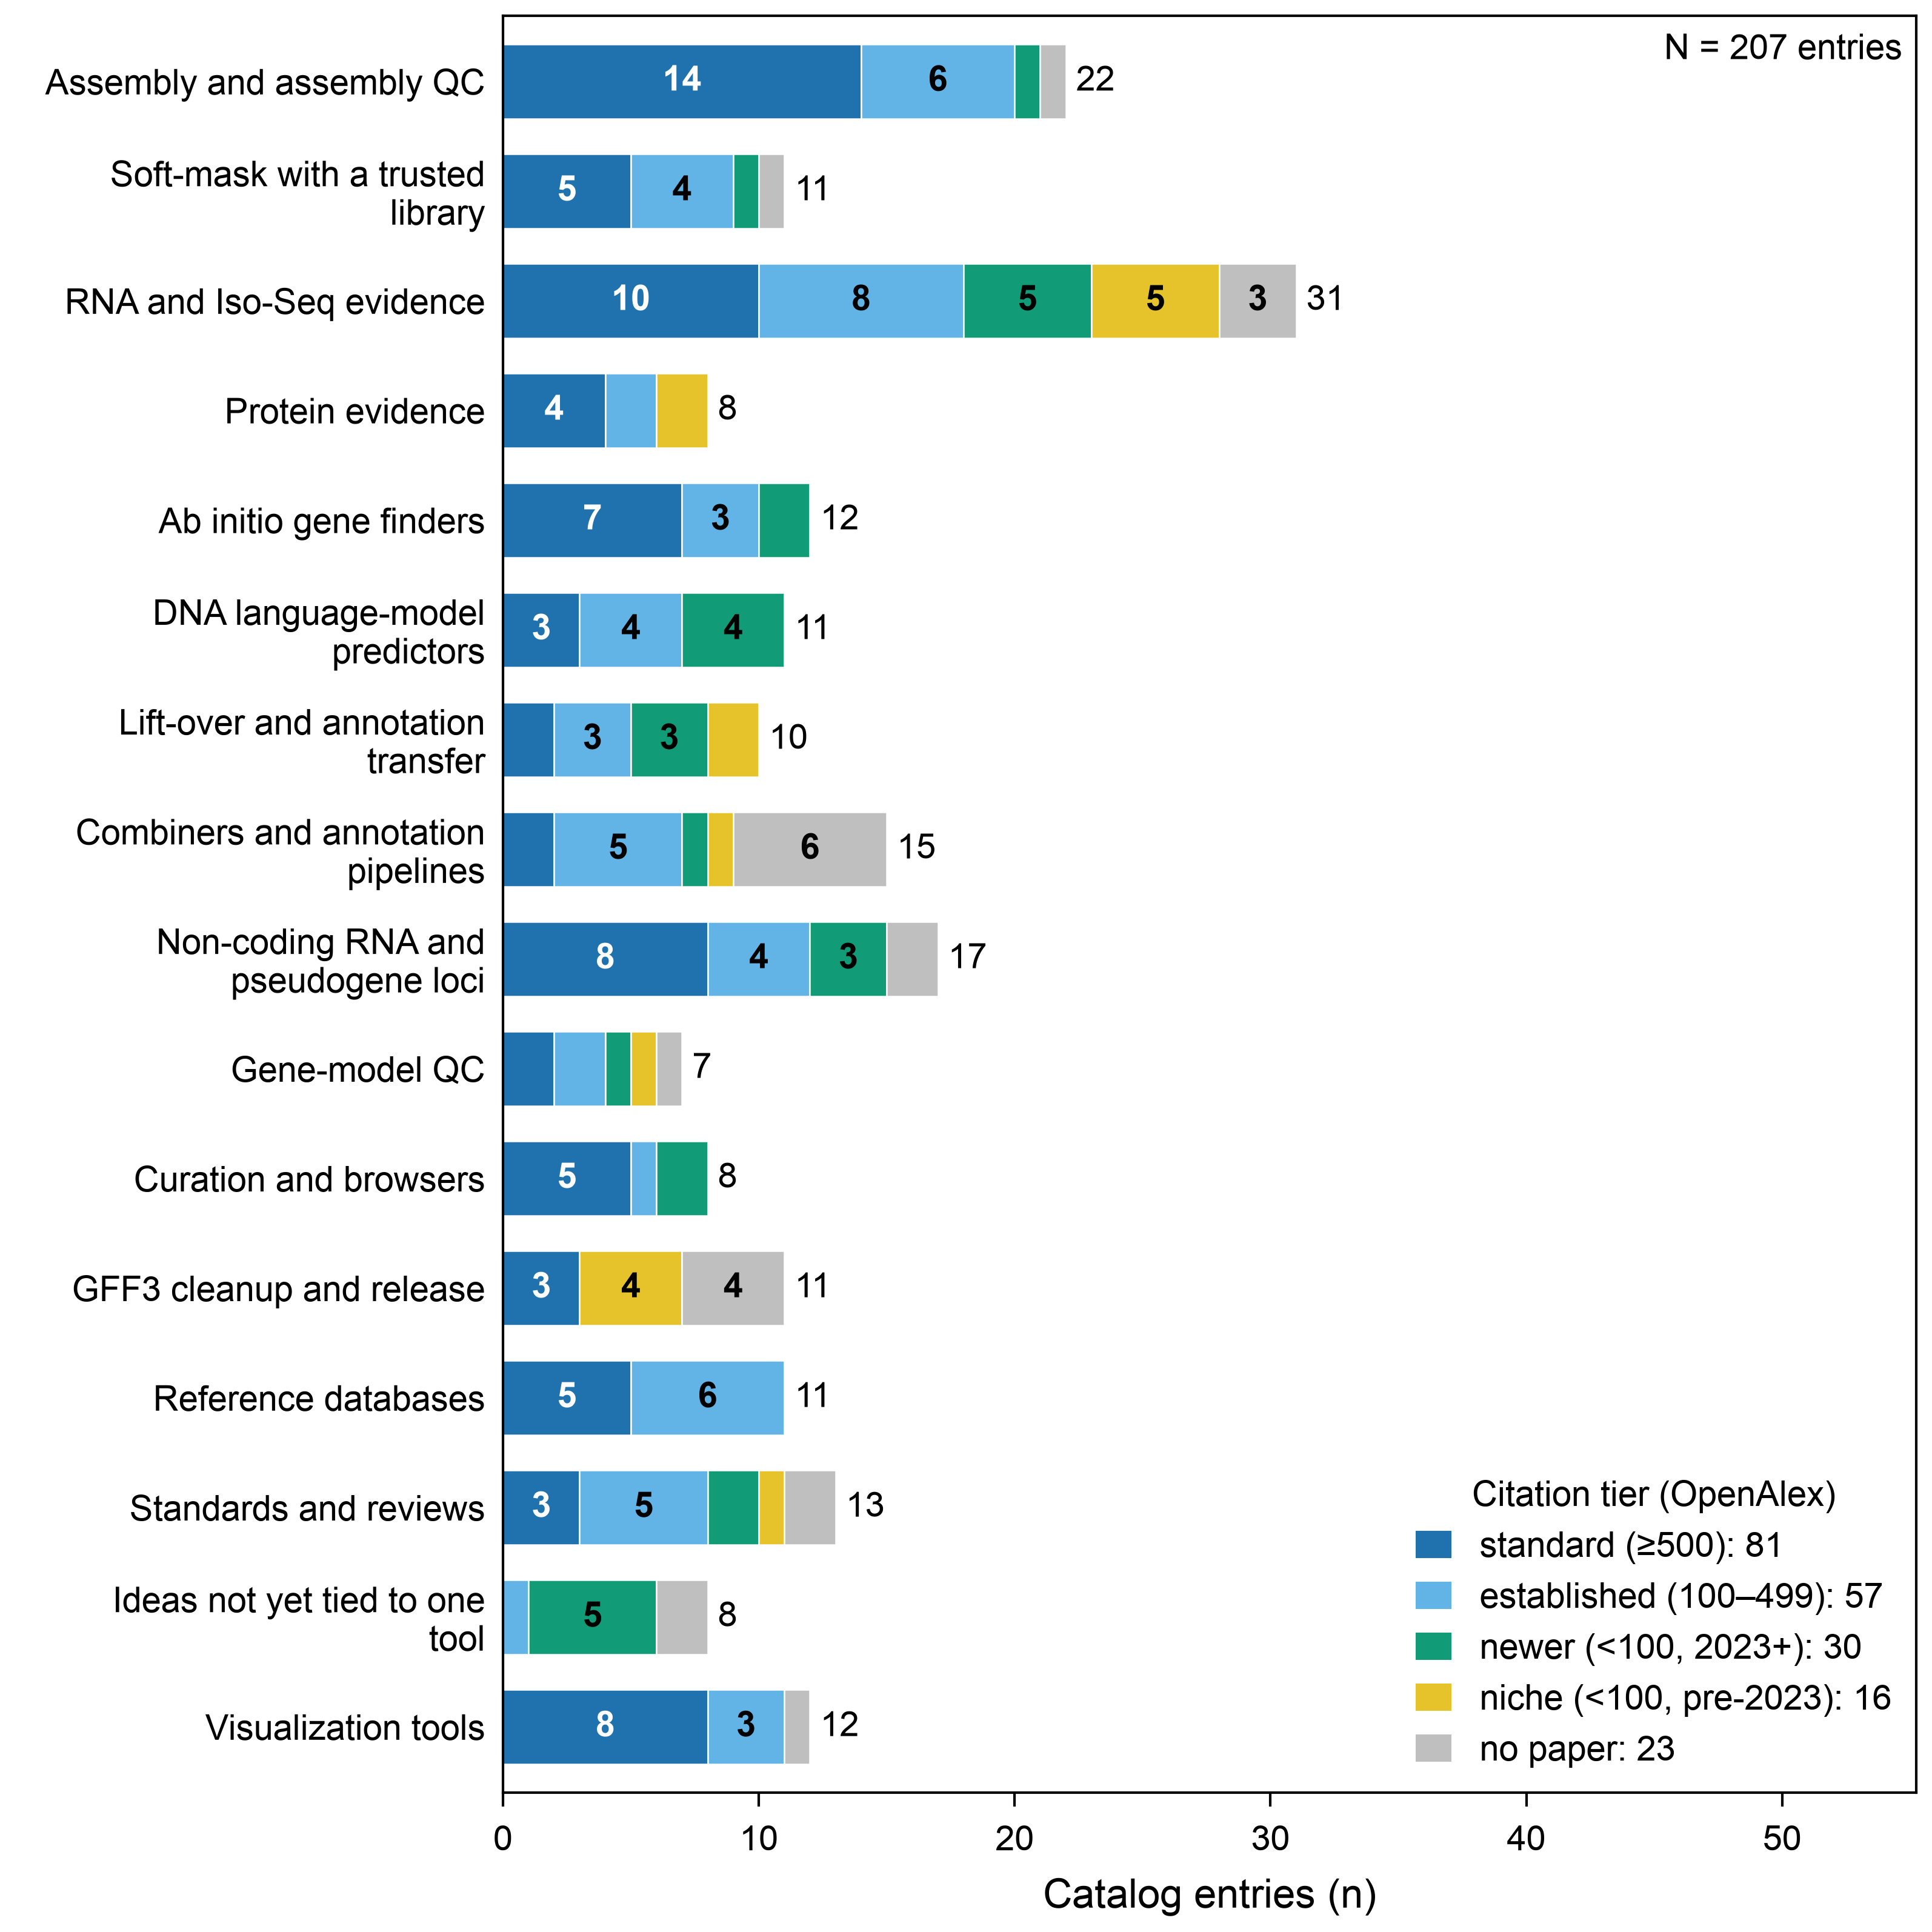 N = 207 entries
Assembly and assembly QC
14 6 22
Soft-mask with a trusted
library
5 4 11
RNA and Iso-Seq evidence
10 8 5 5 3 31
Protein evidence
4 8
Ab initio gene finders
7 3 12
DNA language-model
predictors
3 4 4 11
Lift-over and annotation
transfer
3 3 10
Combiners and annotation
pipelines
5 6 15
Non-coding RNA and
pseudogene loci
8 4 3 17
Gene-model QC
7
Curation and browsers
5 8
GFF3 cleanup and release
3 4 4 11
Reference databases
5 6 11
Standards and reviews
3 5 13
Ideas not yet tied to one
tool
5 8
Visualization tools
8 3 12
Citation tier (OpenAlex)
standard (≥500): 81
established (100–499): 57
newer (<100, 2023+): 30
niche (<100, pre-2023): 16
no paper: 23
0 10 20 30 40 50
Catalog entries (n)